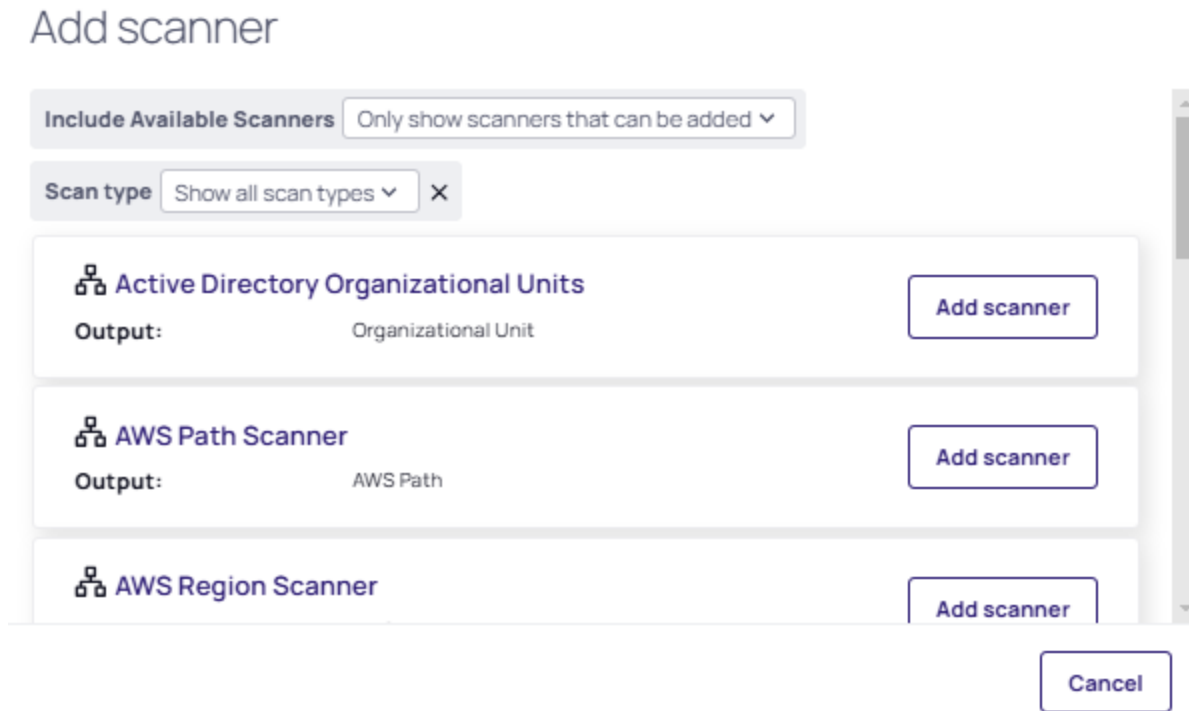 Add scanner
Include Available Scanners Only show scanners that can be added
Scan type Show all scan types
Active Directory Organizational Units
Add scanner
Output: Organizational Unit
AWS Path Scanner
Add scanner
Output: AWS Path
AWS Region Scanner
Add scanner
Cancel